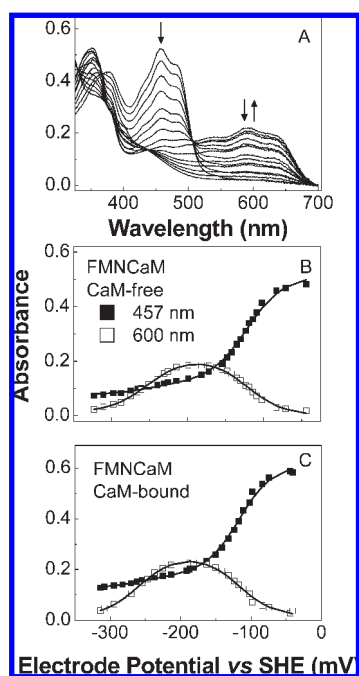 A
0.6
0.4
0.2
0.0
400
500
600
700
Wavelength (nm)
Absorbance
B
0.6
FMNCaM
CaM-free
457 nm
600 nm
0.4
0.2
0.0
C
0.6
FMNCaM
CaM-bound
0.4
0.2
0.0
-300
-200
-100
0
Electrode Potential vs SHE (mV)